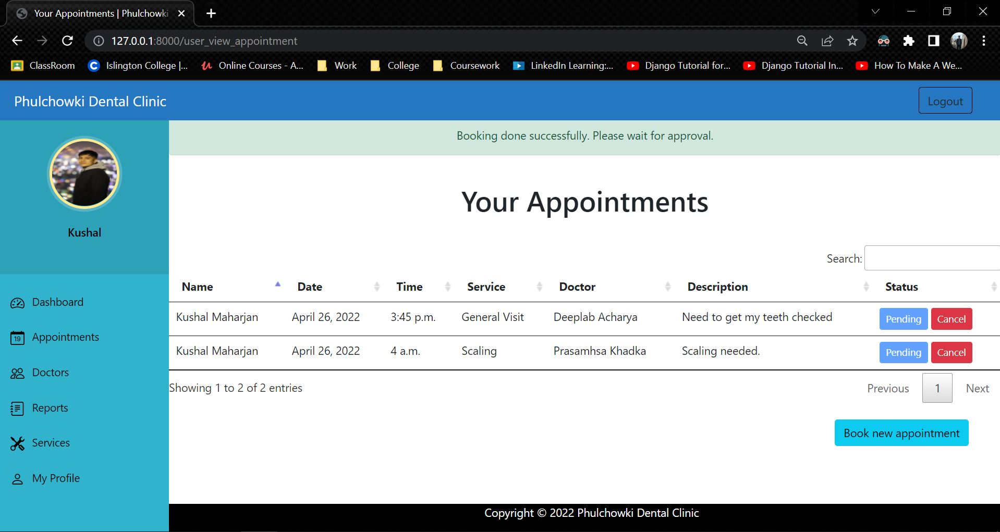 Your Appointments | Phulchowki
127.0.0.1:8000/user_view_appointment
ClassRoom Islington College |... Online Courses - A... Work College Coursework LinkedIn Learning:... Django Tutorial for... Django Tutorial In... How To Make A We...
Phulchowki Dental Clinic Logout
Booking done successfully. Please wait for approval.
Kushal
Your Appointments
Search:
Name Date Time Service Doctor Description Status
Kushal Maharjan April 26, 2022 3:45 p.m. General Visit Deeplab Acharya Need to get my teeth checked Pending Cancel
Kushal Maharjan April 26, 2022 4 a.m. Scaling Prasamhsa Khadka Scaling needed. Pending Cancel
Showing 1 to 2 of 2 entries Previous 1 Next
Book new appointment
Dashboard
19 Appointments
Doctors
Reports
Services
My Profile
Copyright © 2022 Phulchowki Dental Clinic